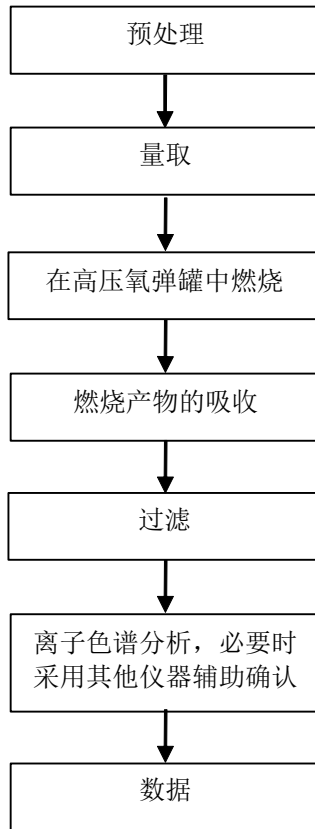 预处理
量取
在高压氧弹罐中燃烧
燃烧产物的吸收
过滤
离子色谱分析，必要时
采用其他仪器辅助确认
数据